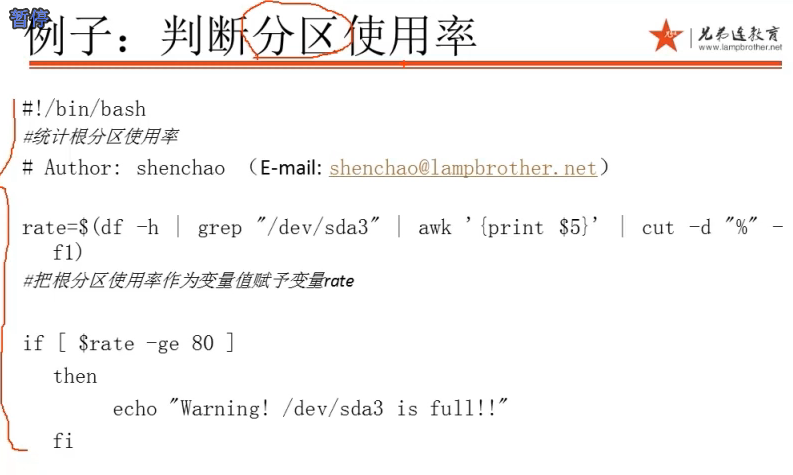 暂停
例子：判断分区使用率
兄弟连教育
www.lampbrother.net
#!/bin/bash
#统计根分区使用率
# Author: shenchao （E-mail: shenchao@lampbrother.net）
rate=$(df -h | grep "/dev/sda3" | awk '{print $5}' | cut -d "%" -
f1)
#把根分区使用率作为变量值赋予变量rate
if [ $rate -ge 80 ]
then
echo "Warning! /dev/sda3 is full!!"
fi